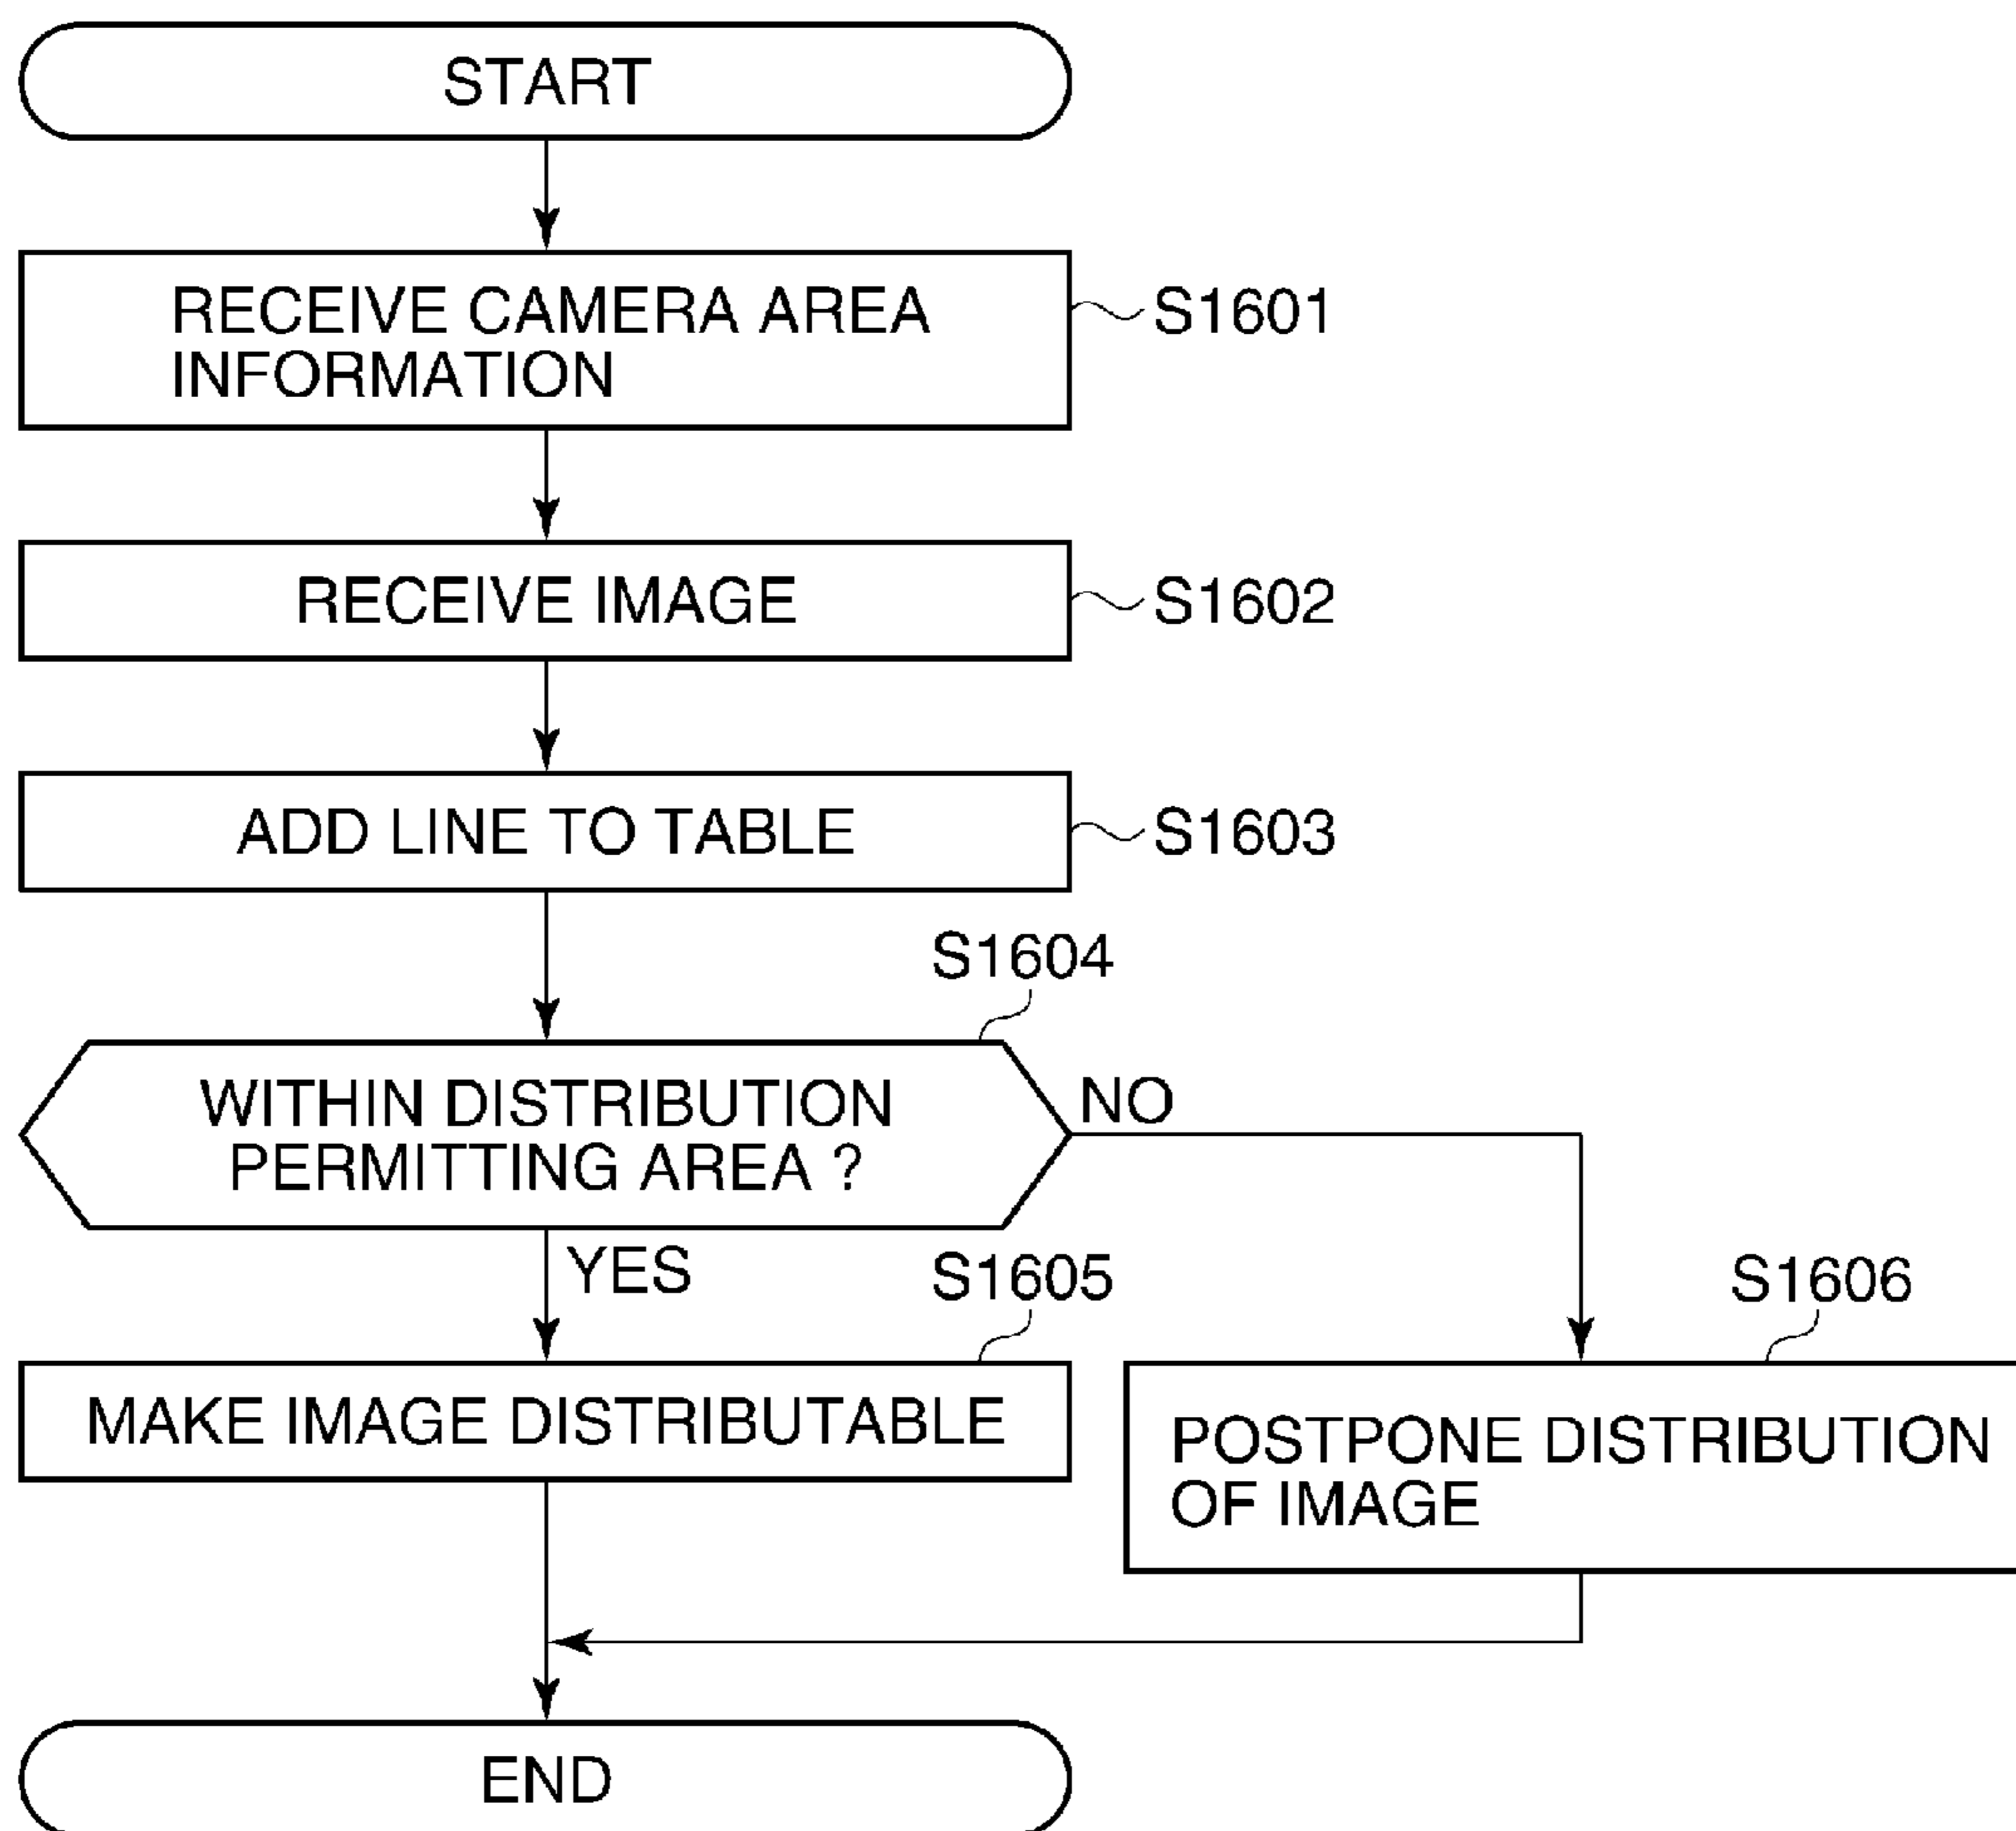 START
RECEIVE CAMERA AREA
INFORMATION
S1601
RECEIVE IMAGE
S1602
ADD LINE TO TABLE
S1603
S1604
WITHIN DISTRIBUTION
PERMITTING AREA ?
NO
YES
S1605
MAKE IMAGE DISTRIBUTABLE
S1606
POSTPONE DISTRIBUTION
OF IMAGE
END